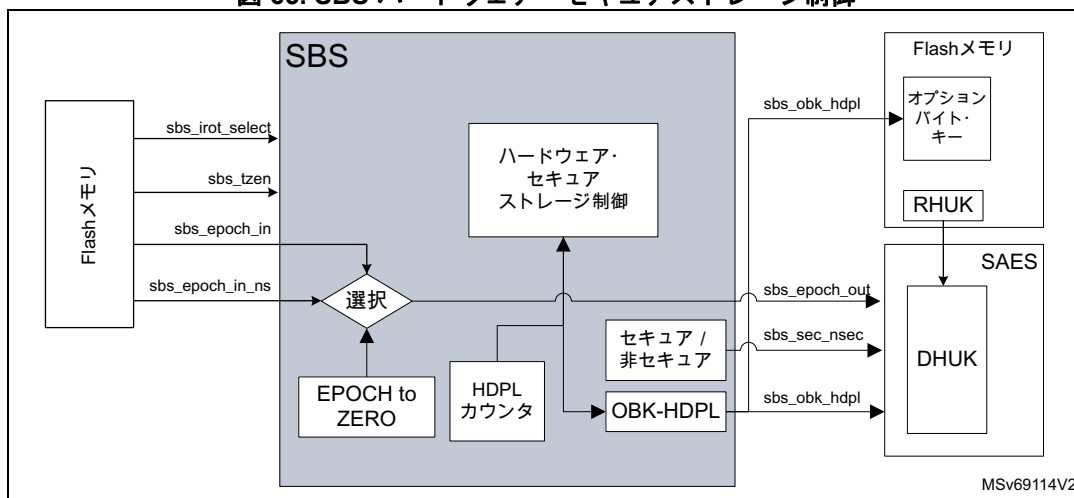 SBS
Flashメモリ
sbs_irot_select
sbs_tzen
sbs_epoch_in
sbs_epoch_in_ns
選択
EPOCH to
ZERO
ハードウェア・
セキュア
ストレージ制御
HDPL
カウンタ
セキュア /
非セキュア
OBK-HDPL
sbs_obk_hdpl
sbs_epoch_out
sbs_sec_nsec
sbs_obk_hdpl
Flashメモリ
オプション
バイト・
キー
RHUK
SAES
DHUK
MSv69114V2